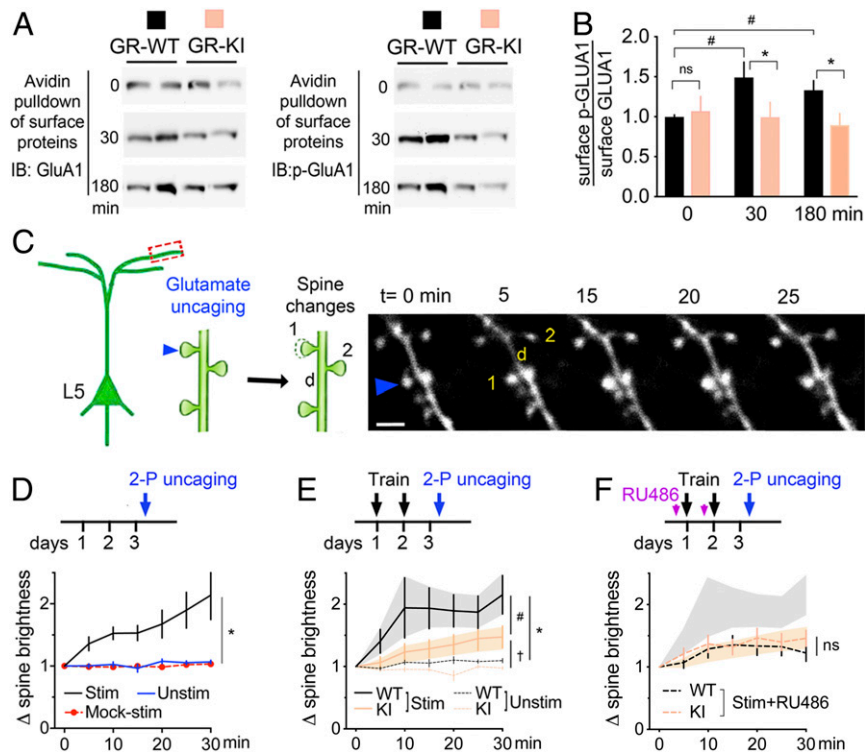 A
GR-WT GR-KI
Avidin
pulldown
of surface
proteins
IB: GluA1
0
30
180
min
GR-WT GR-KI
Avidin
pulldown
of surface
proteins
IB:p-GluA1
0
30
180
min
B
surface p-GLUA1
surface GLUA1
2.0
1.5
1.0
0.5
0.0
#
#
ns
*
*
0 30 180 min
C
L5
Glutamate
uncaging
Spine
changes
1
2
d
t= 0 min 5 15 20 25
2
d
1
D
2-P uncaging
days 1 2 3
Δ spine brightness
2
1
0
*
Stim Unstim
Mock-stim
0 10 20 30 min
E
Train 2-P uncaging
days 1 2 3
Δ spine brightness
2
1
0
#
*
†
WT WT
KI ]Stim KI ]Unstim
0 10 20 30 min
F
Train 2-P uncaging
RU486
days 1 2 3
Δ spine brightness
2
1
0
ns
WT
KI
Stim+RU486
0 10 20 30 min